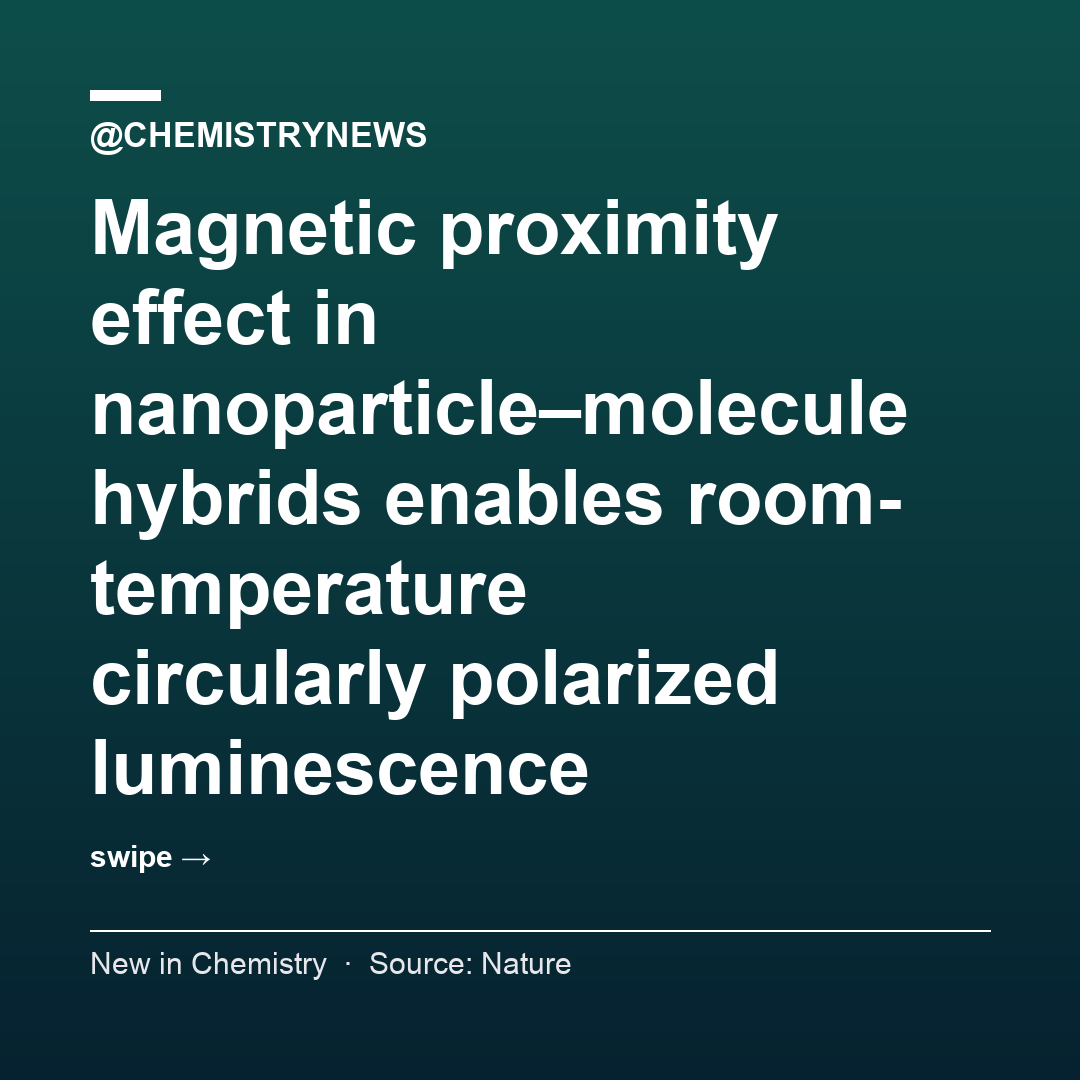 @CHEMISTRYNEWS
Magnetic proximity
effect in
nanoparticle–molecule
hybrids enables room-
temperature
circularly polarized
luminescence
swipe →
New in Chemistry · Source: Nature